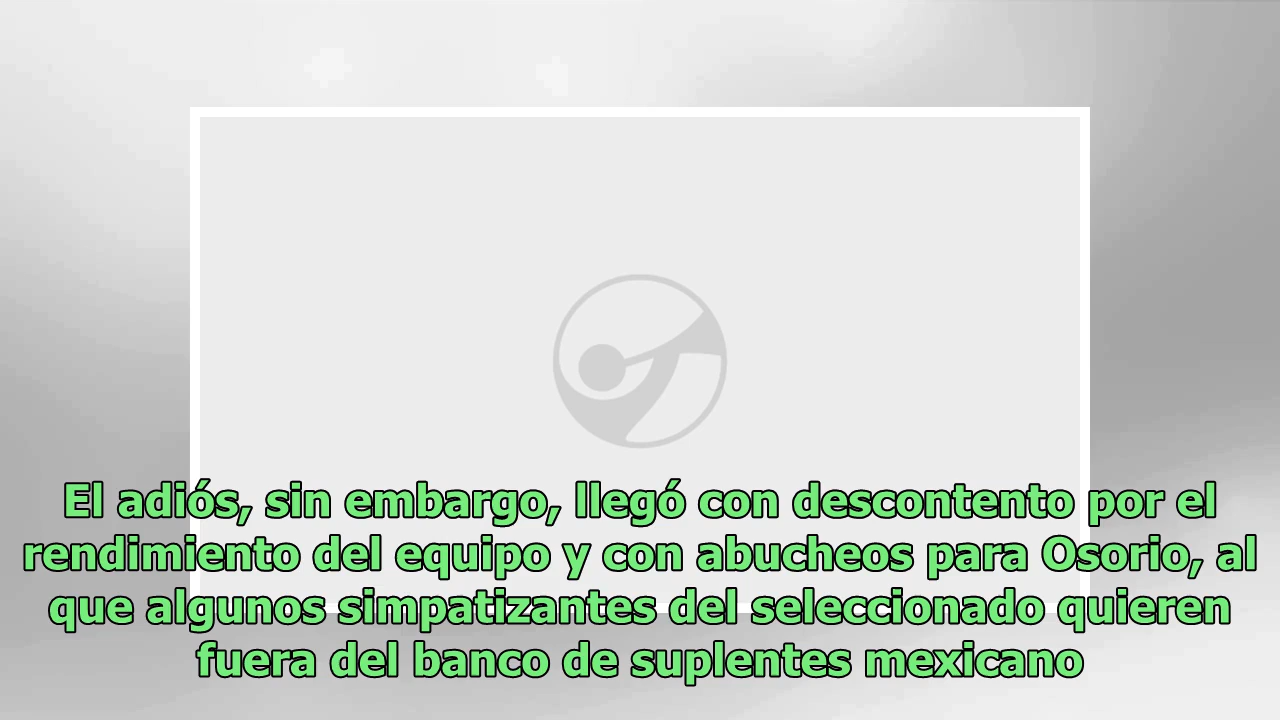 El adiós, sin embargo, llegó con descontento por el
rendimiento del equipo y con abucheos para Osorio, al
que algunos simpatizantes del seleccionado quieren
fuera del banco de suplentes mexicano